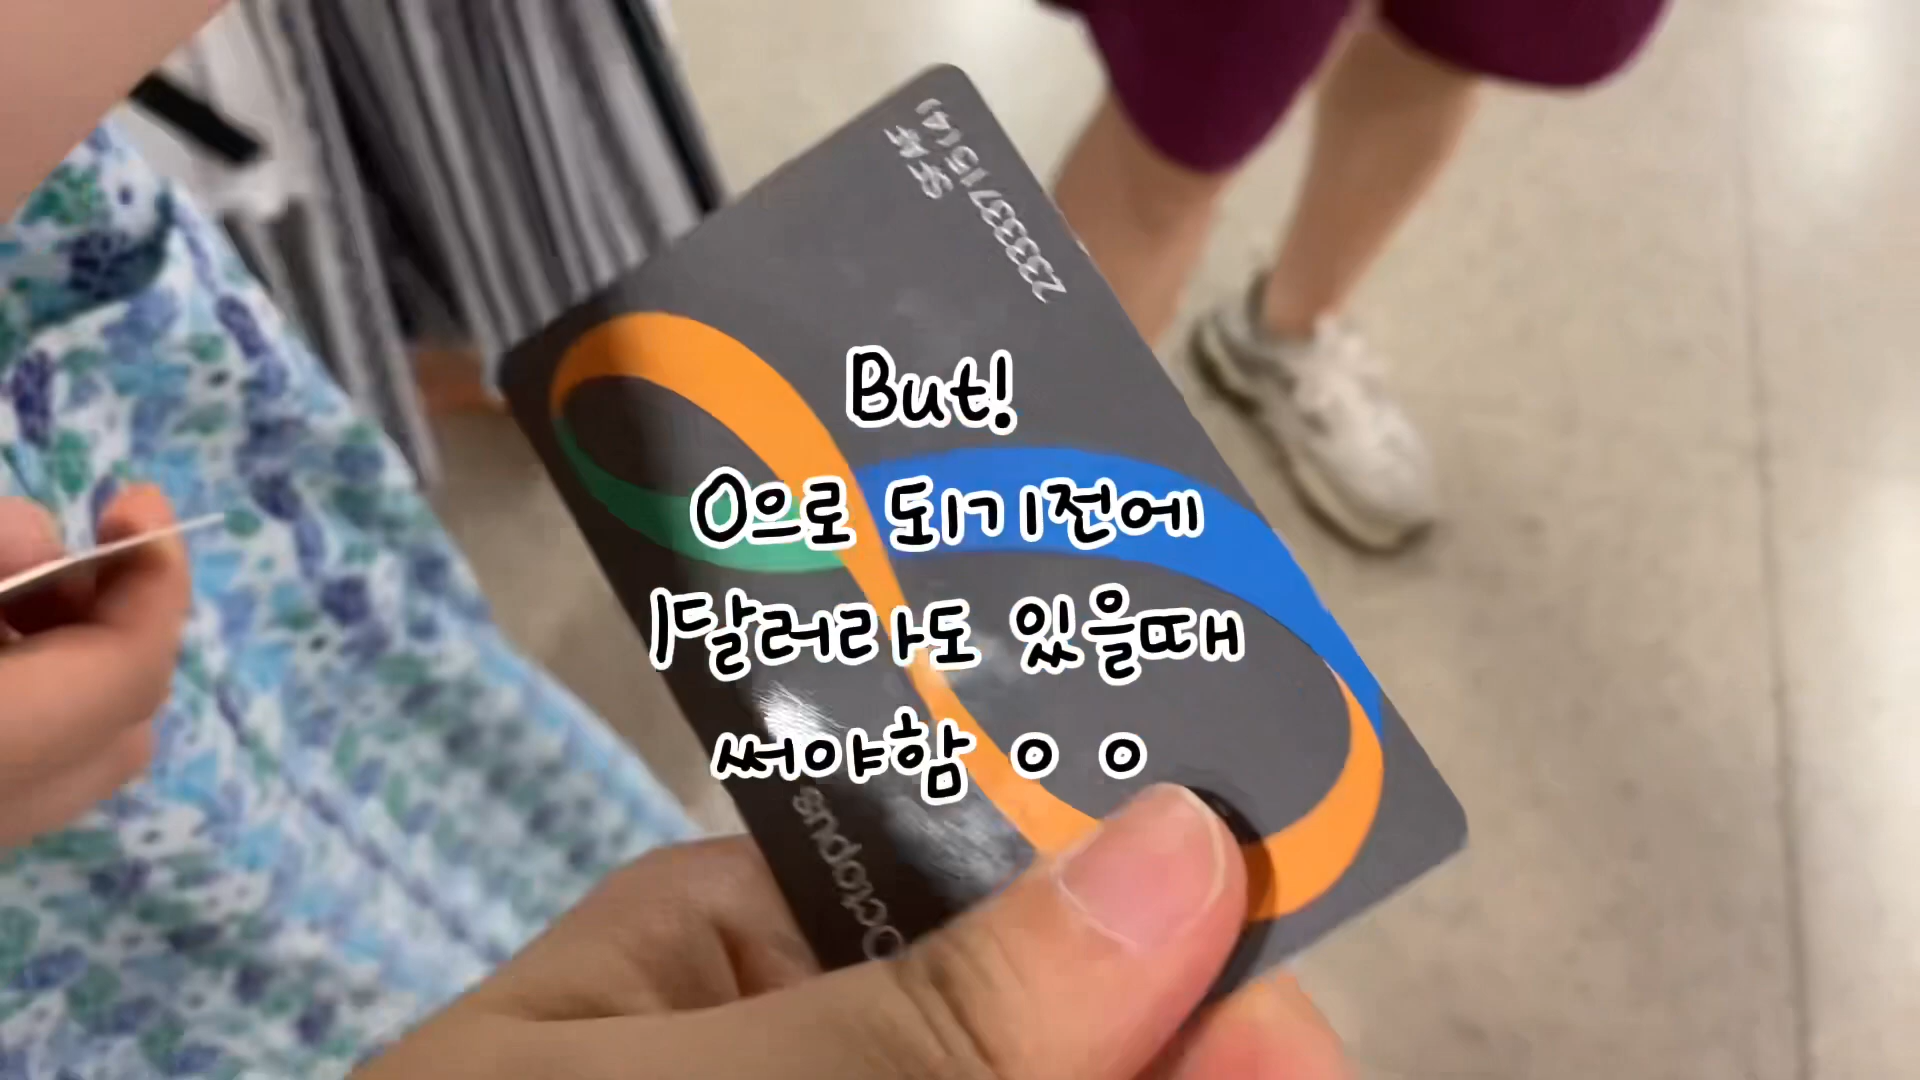 But!
0으로 되기전에
1달러라도 있을때
써야함 ㅇ ㅇ
Octopus